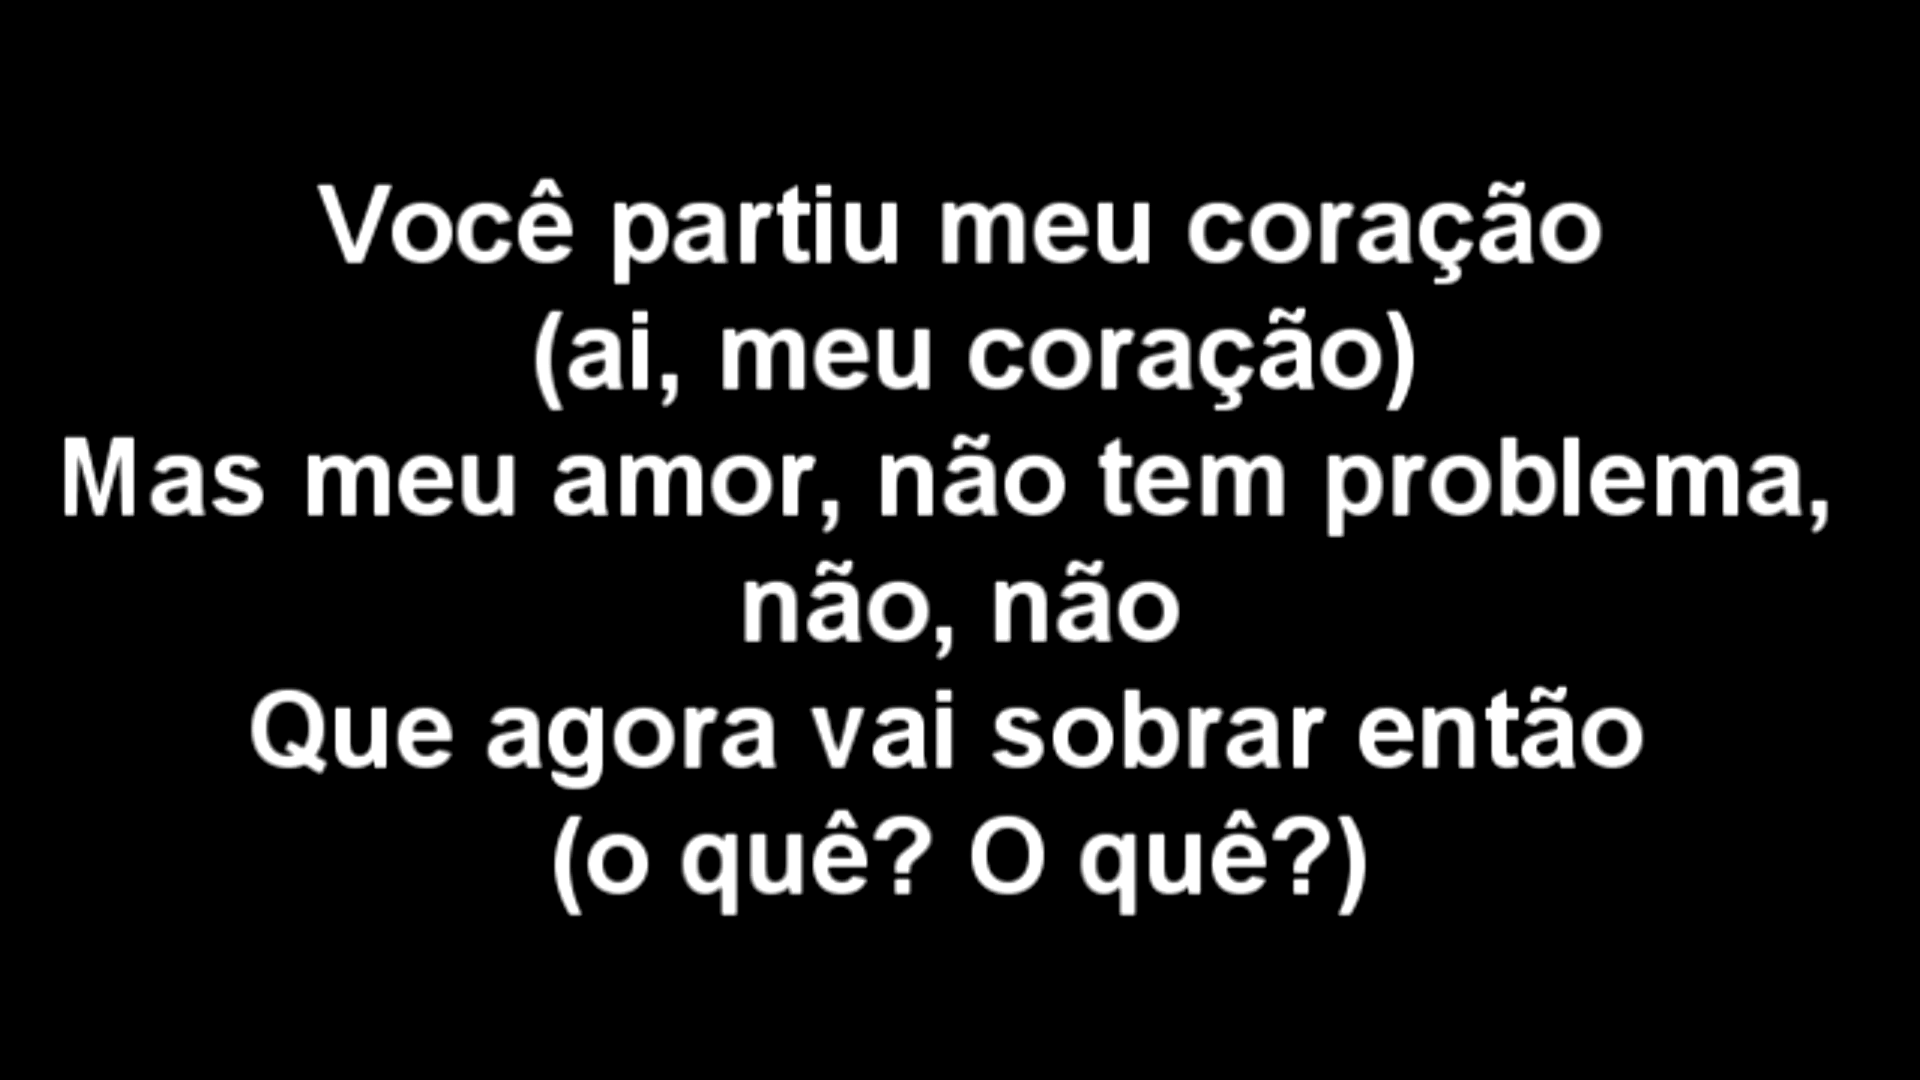 Você partiu meu coração
(ai, meu coração)
Mas meu amor, não tem problema,
não, não
Que agora vai sobrar então
(o quê? O quê?)